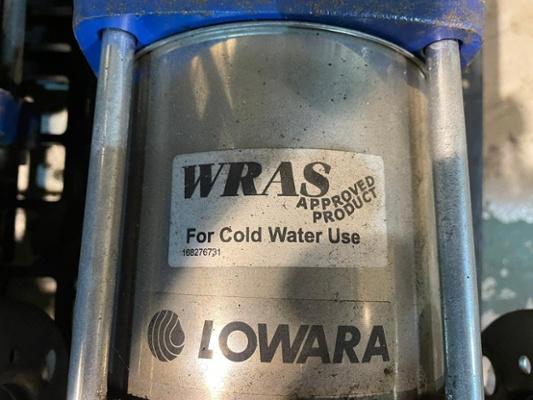 WRAS
APPROVED
PRODUCT
For Cold Water Use
168276731
LOWARA